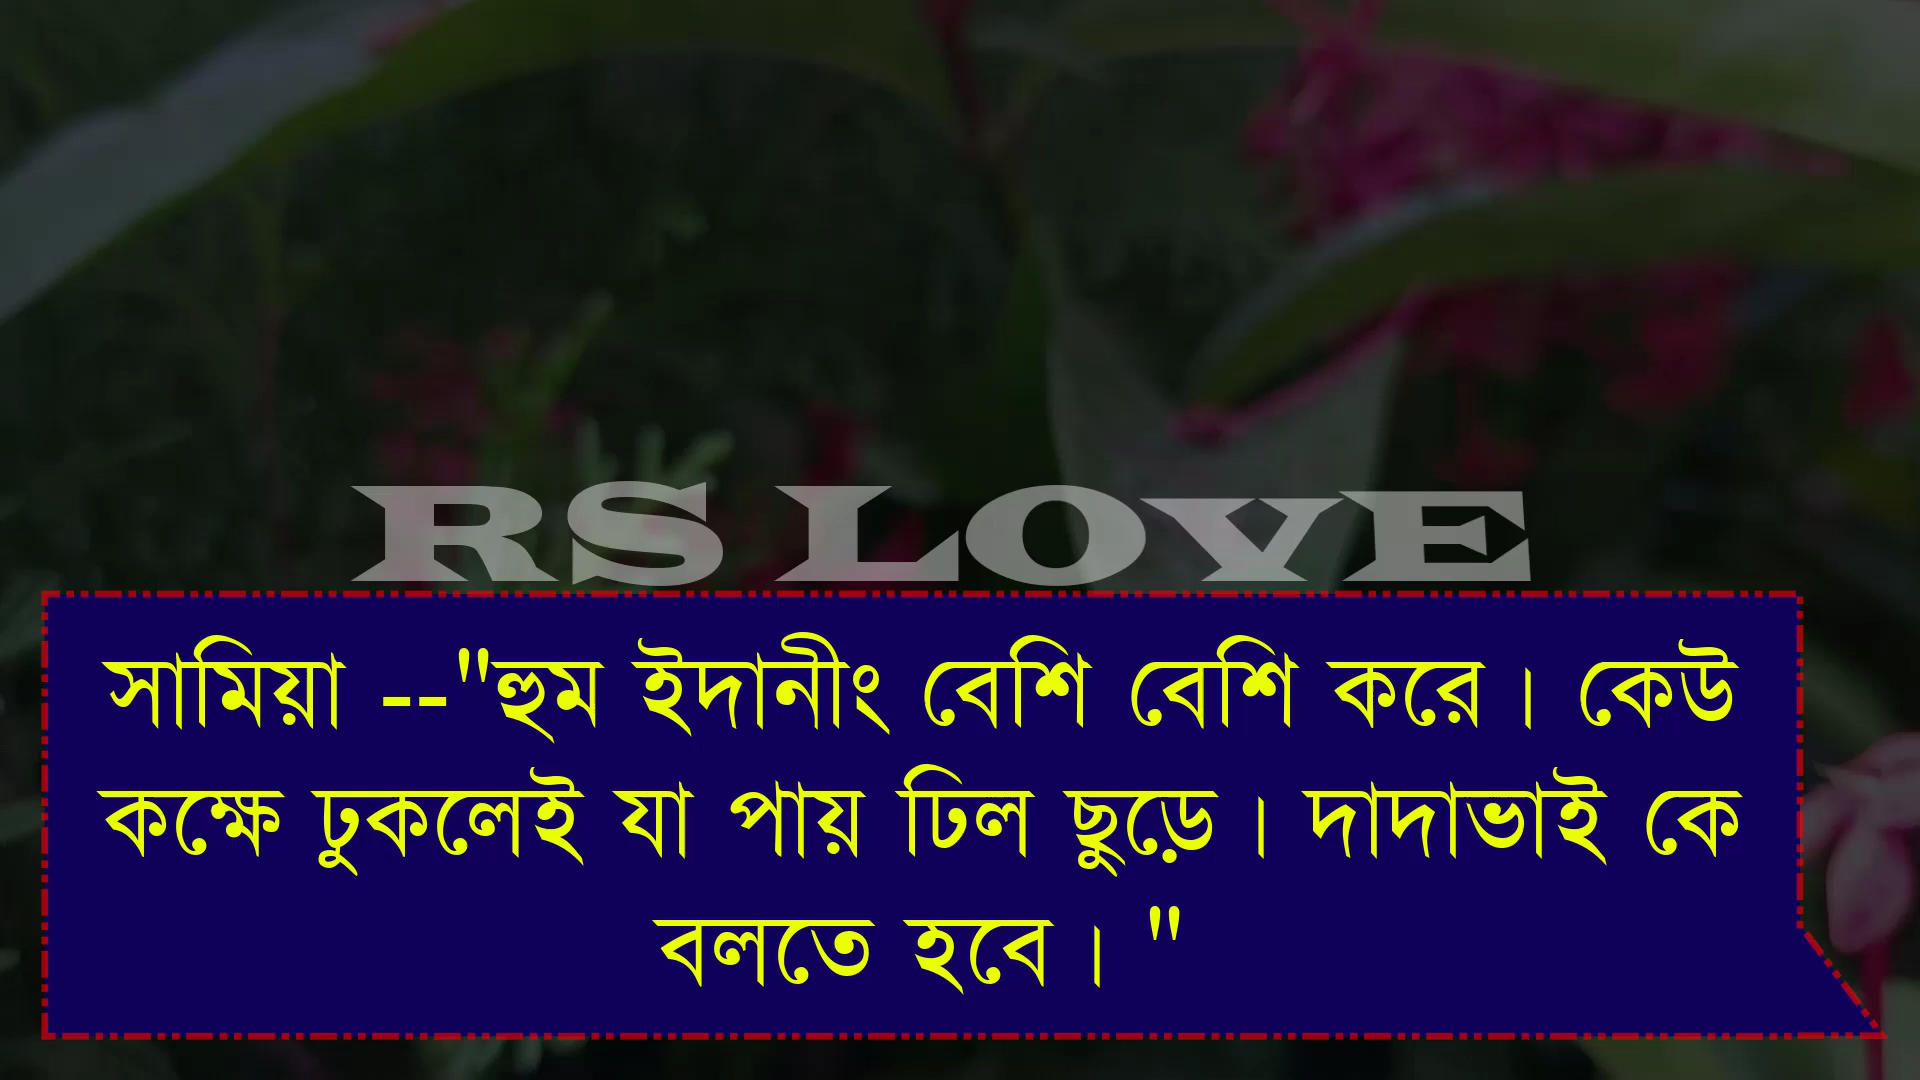 RS LOVE
সামিয়া --"হুম ইদানীং বেশি বেশি করে। কেউ
কক্ষে ঢুকলেই যা পায় ঢিল ছুড়ে। দাদাভাই কে
বলতে হবে। "